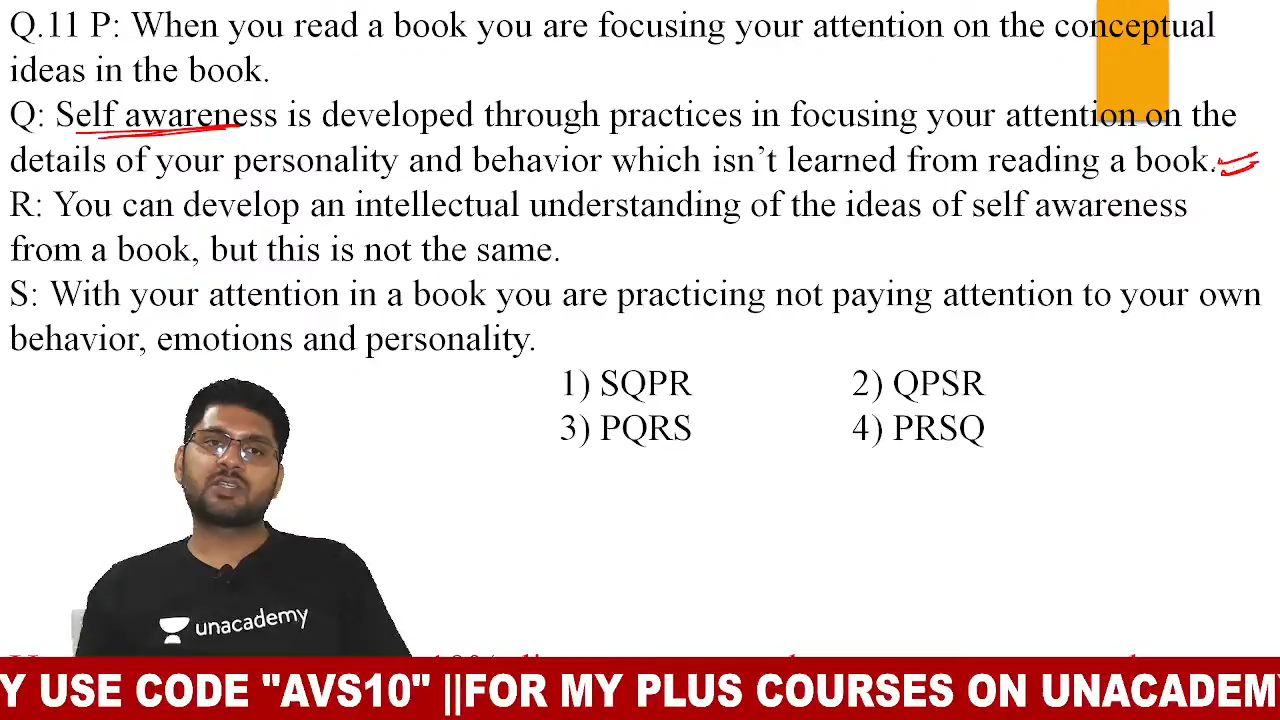 Q.11 P: When you read a book you are focusing your attention on the conceptual
ideas in the book.
Q: Self awareness is developed through practices in focusing your attention on the
details of your personality and behavior which isn’t learned from reading a book.
R: You can develop an intellectual understanding of the ideas of self awareness
from a book, but this is not the same.
S: With your attention in a book you are practicing not paying attention to your own
behavior, emotions and personality.
1) SQPR 2) QPSR
3) PQRS 4) PRSQ
unacademy
Y USE CODE "AVS10" ||FOR MY PLUS COURSES ON UNACADEMY